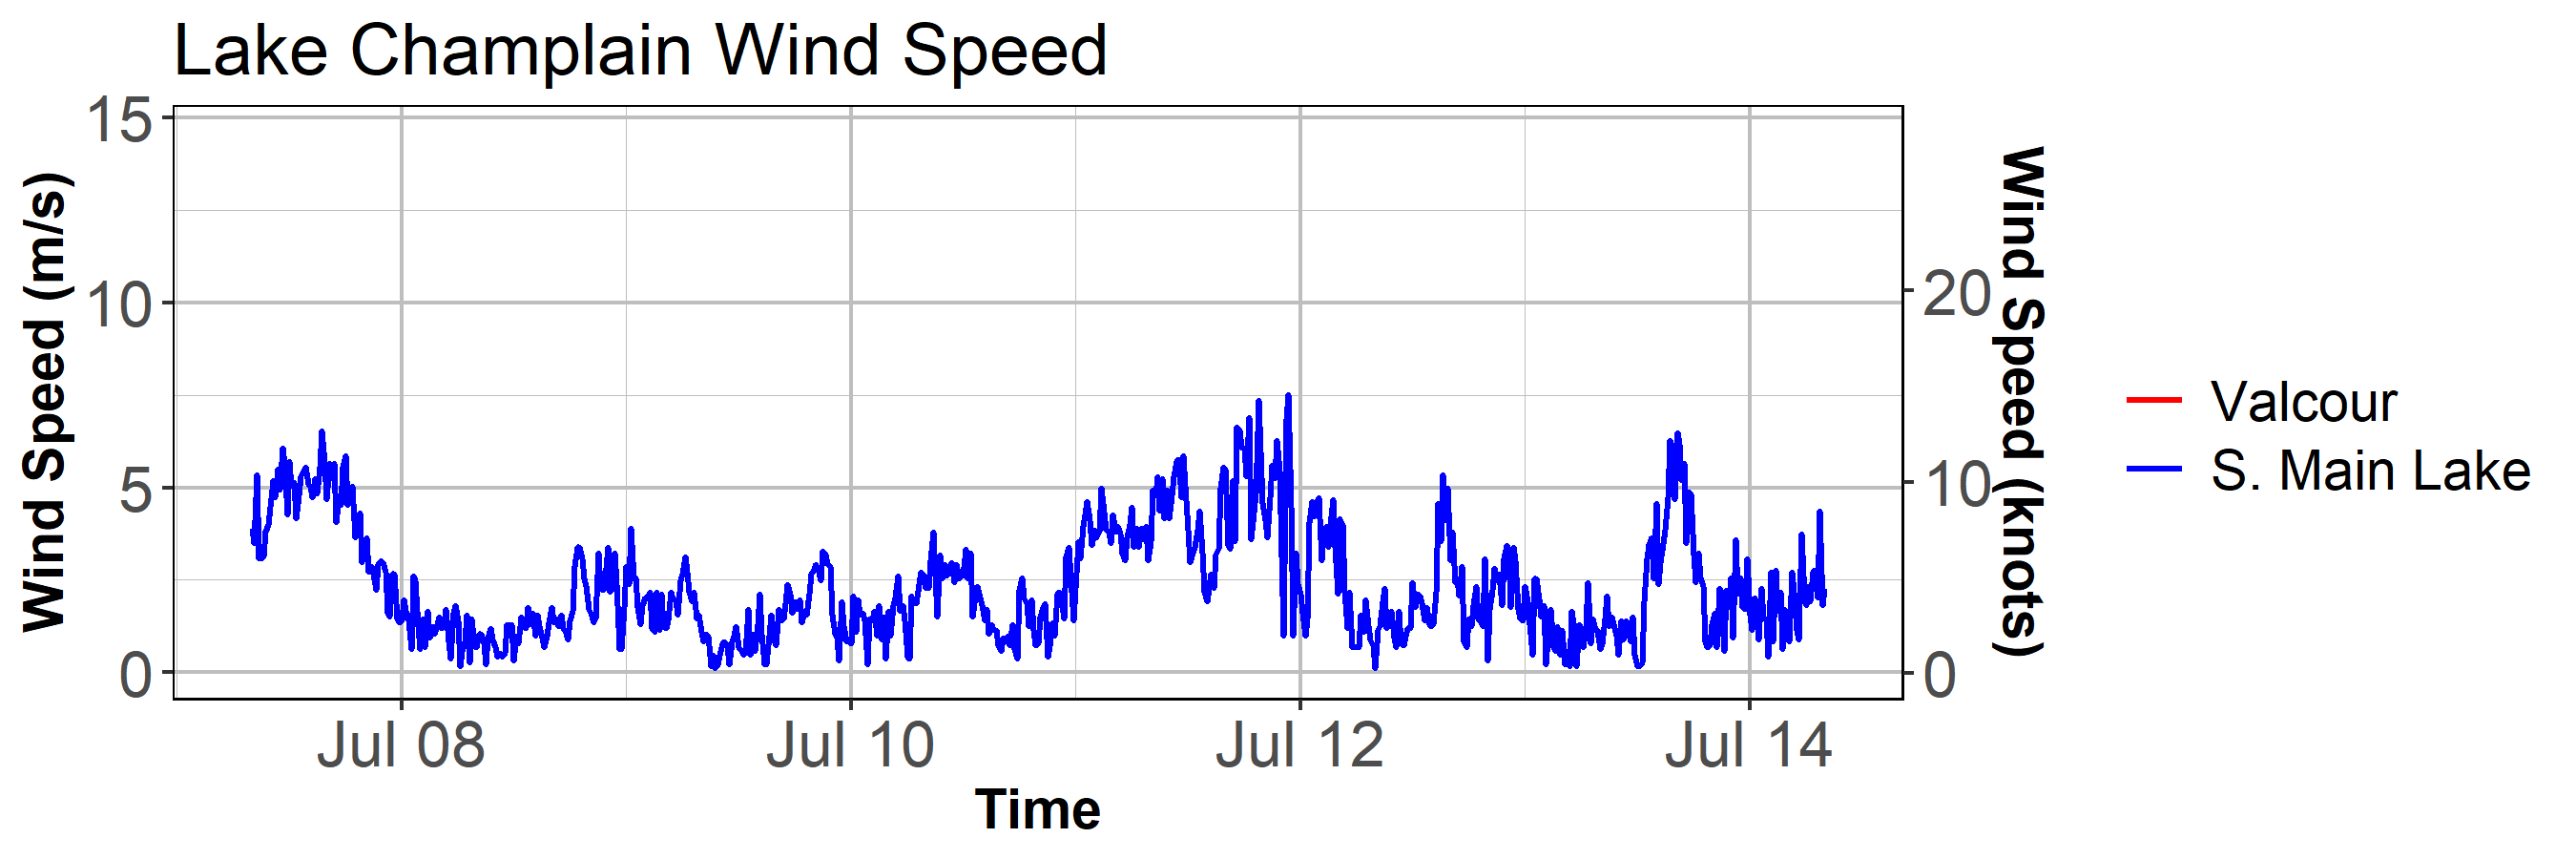 Lake Champlain Wind Speed
15
10
5
0
Wind Speed (m/s)
20
10
0
Wind Speed (knots)
Jul 08
Jul 10
Jul 12
Jul 14
Time
Valcour
S. Main Lake